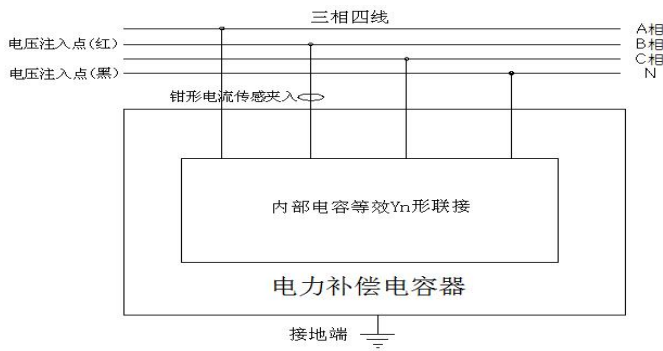 三相四线
A相
电压注入点(红)
B相
C相
电压注入点(黑)
N
钳形电流传感夹入
内部电容等效Yn形联接
电力补偿电容器
接地端